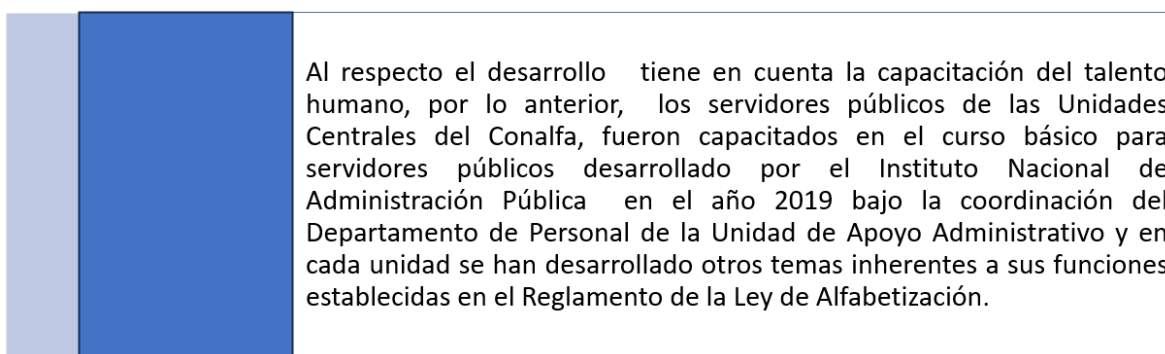 Al respecto el desarrollo tiene en cuenta la capacitación del talento
humano, por lo anterior, los servidores públicos de las Unidades
Centrales del Conalfa, fueron capacitados en el curso básico para
servidores públicos desarrollado por el Instituto Nacional de
Administración Pública en el año 2019 bajo la coordinación del
Departamento de Personal de la Unidad de Apoyo Administrativo y en
cada unidad se han desarrollado otros temas inherentes a sus funciones
establecidas en el Reglamento de la Ley de Alfabetización.